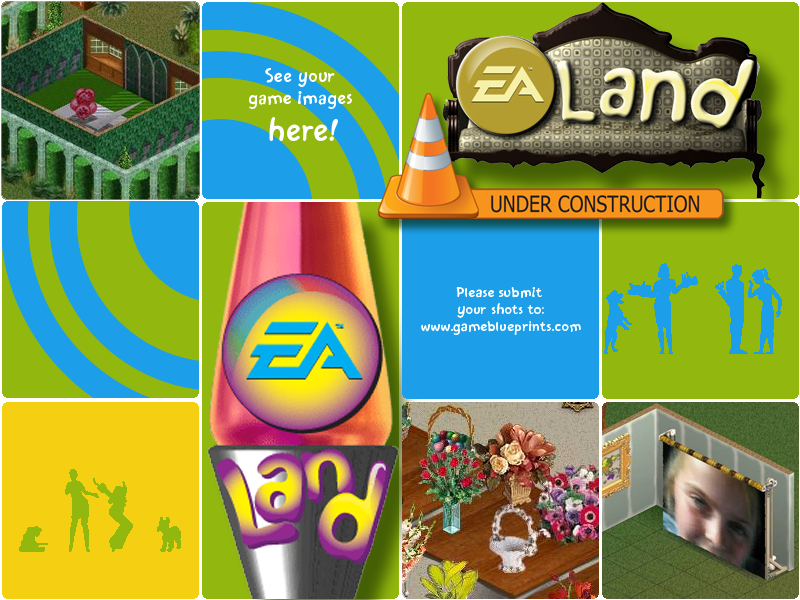 See your
game images
here!
EA Land
UNDER CONSTRUCTION
Please submit
your shots to:
www.gameblueprints.com
EA
Land